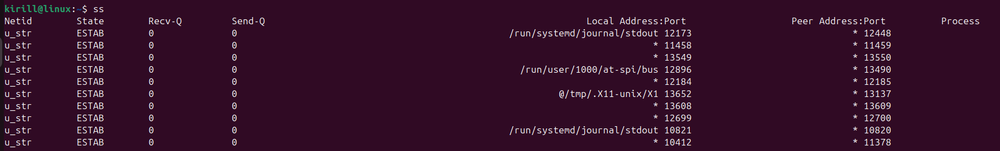 kirill@linux:~$ ss
Netid State Recv-Q Send-Q Local Address:Port Peer Address:Port Process
u_str ESTAB 0 0 /run/systemd/journal/stdout 12173 * 12448
u_str ESTAB 0 0 * 11458 * 11459
u_str ESTAB 0 0 * 13549 * 13550
u_str ESTAB 0 0 /run/user/1000/at-spi/bus 12896 * 13490
u_str ESTAB 0 0 * 12184 * 12185
u_str ESTAB 0 0 @/tmp/.X11-unix/X1 13652 * 13137
u_str ESTAB 0 0 * 13608 * 13609
u_str ESTAB 0 0 * 12699 * 12700
u_str ESTAB 0 0 /run/systemd/journal/stdout 10821 * 10820
u_str ESTAB 0 0 * 10412 * 11378